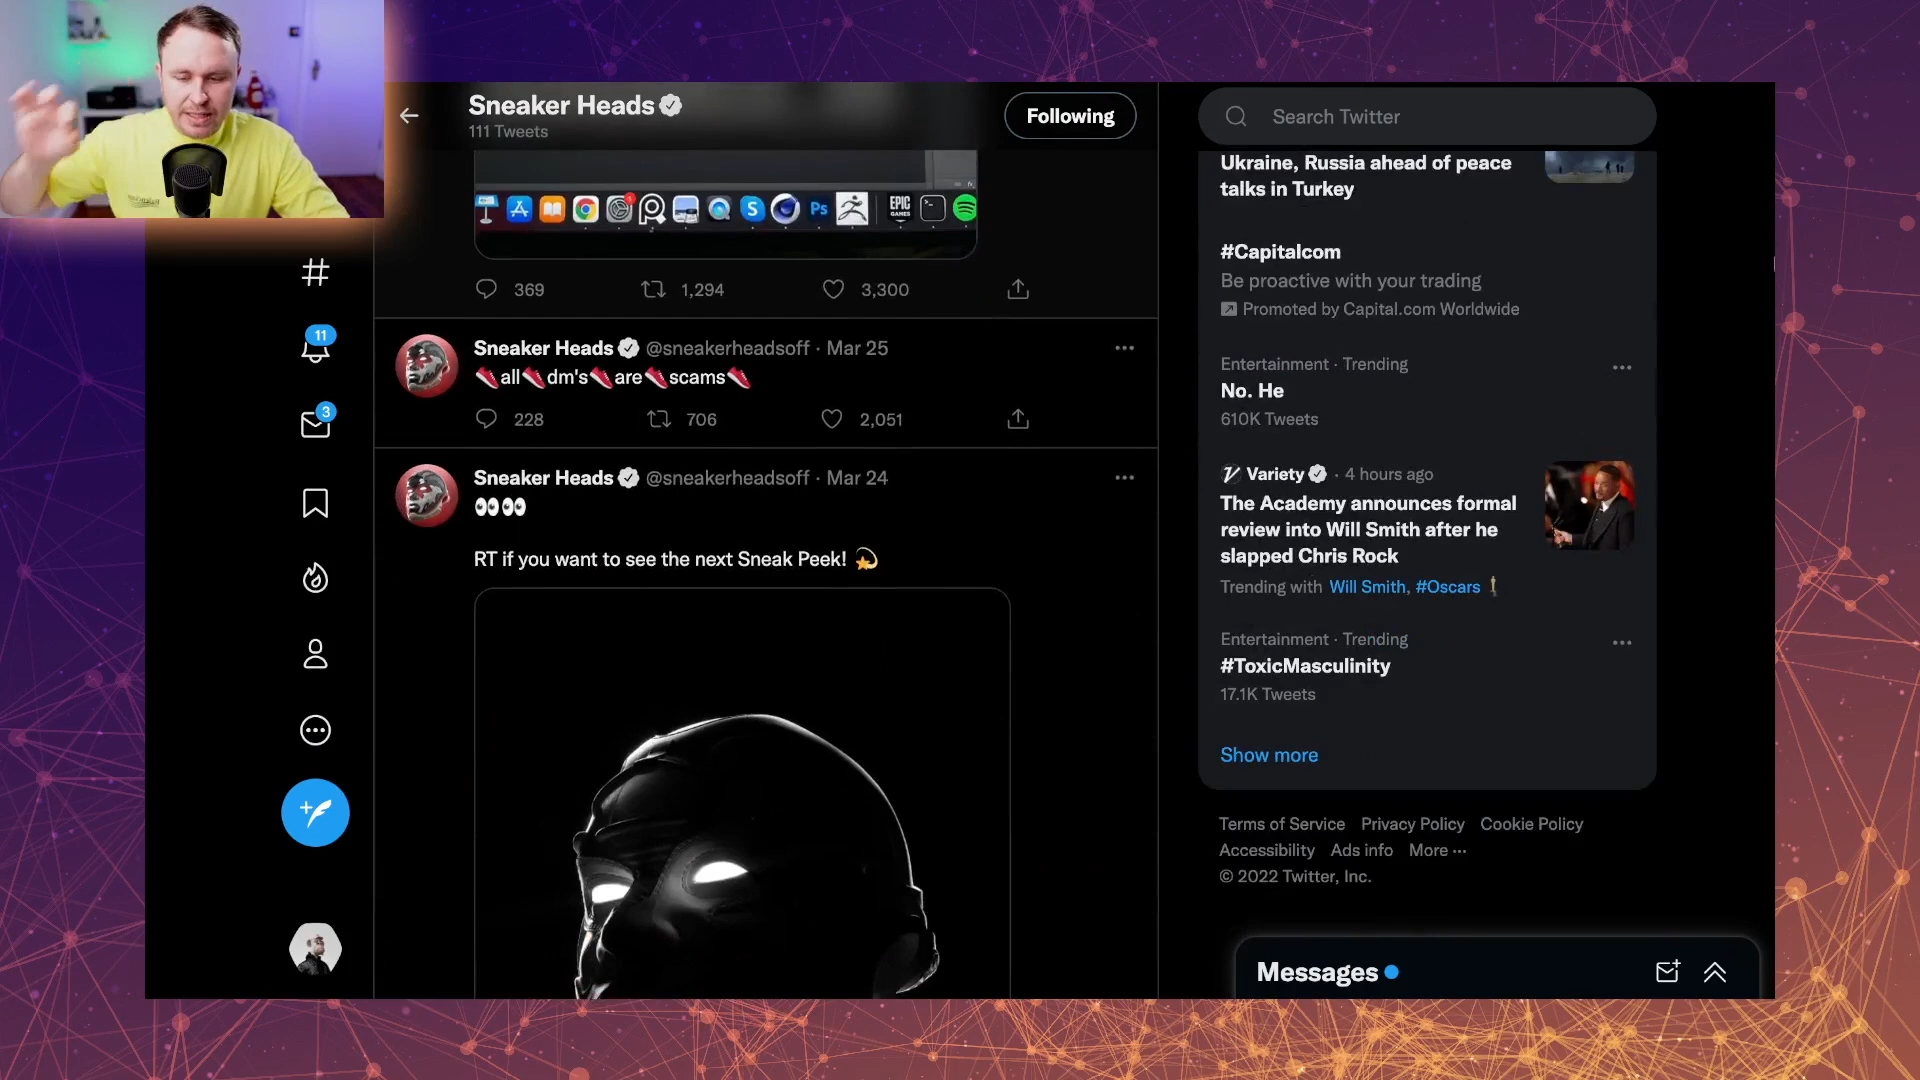 Sneaker Heads
111 Tweets
Following
Search Twitter
S
Ps
EPIC
GAMES
369
1,294
3,300
Sneaker Heads @sneakerheadsoff · Mar 25
👟all👟dm's👟are👟scams👟
228
706
2,051
Sneaker Heads @sneakerheadsoff · Mar 24
👀👀
RT if you want to see the next Sneak Peek! 💫
11
3
Ukraine, Russia ahead of peace
talks in Turkey
#Capitalcom
Be proactive with your trading
Promoted by Capital.com Worldwide
Entertainment · Trending
No. He
610K Tweets
V Variety · 4 hours ago
The Academy announces formal
review into Will Smith after he
slapped Chris Rock
Trending with Will Smith, #Oscars
Entertainment · Trending
#ToxicMasculinity
17.1K Tweets
Show more
Terms of Service Privacy Policy Cookie Policy
Accessibility Ads info More ···
© 2022 Twitter, Inc.
Messages